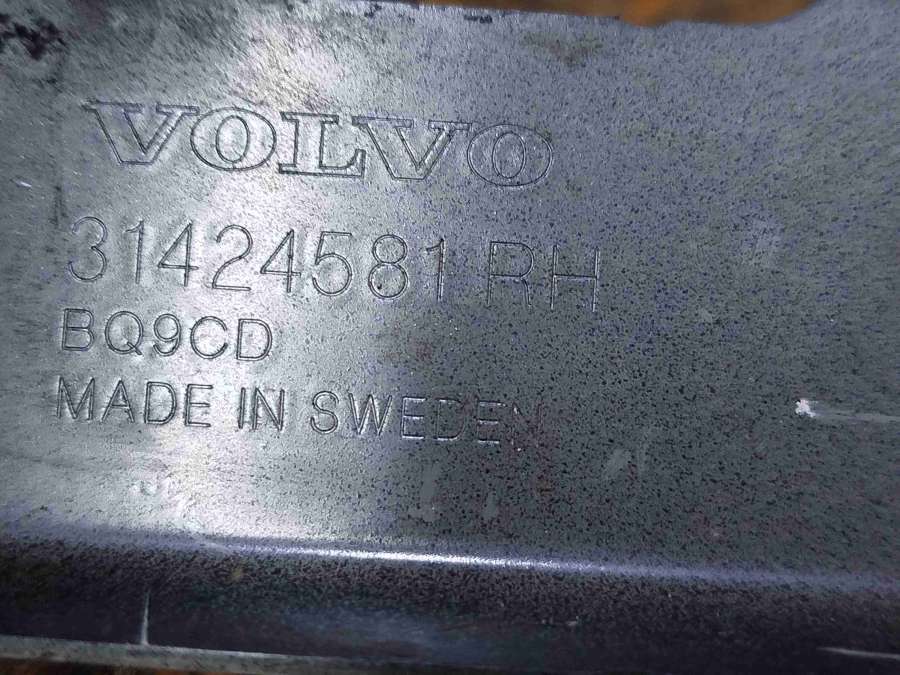 VOLVO
31424581 RH
BQ9CD
MADE IN SWEDEN